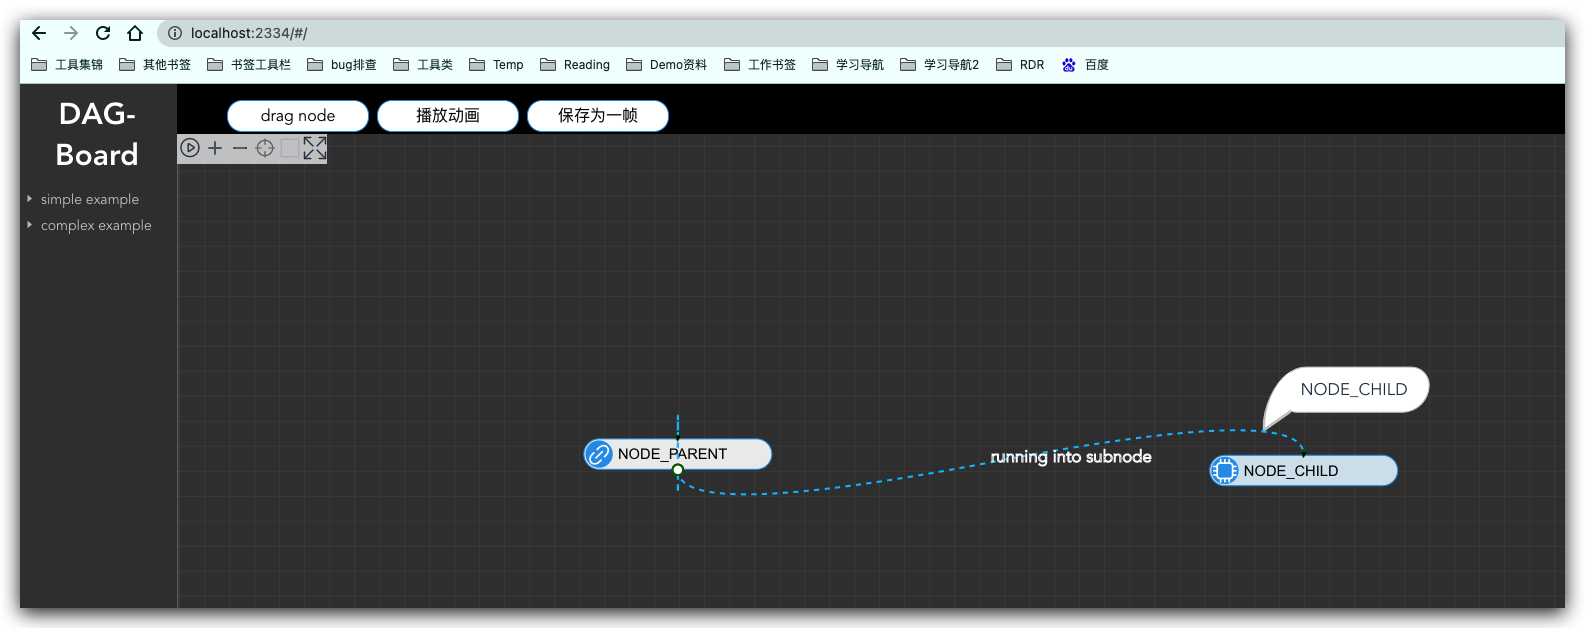 localhost:2334/#/
工具集锦 其他书签 书签工具栏 bug排查 工具类 Temp Reading Demo资料 工作书签 学习导航 学习导航2 RDR 百度
DAG-
Board
drag node 播放动画 保存为一帧
simple example
complex example
NODE_CHILD
NODE_PARENT
running into subnode
NODE_CHILD